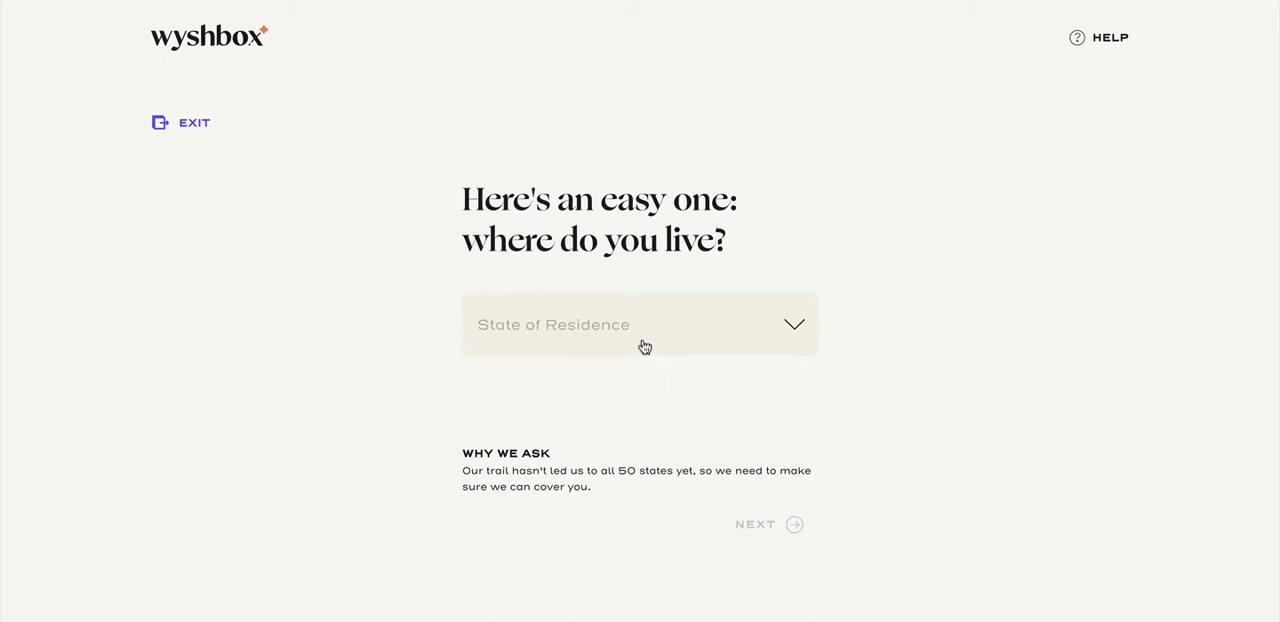 wyshbox
HELP
EXIT
Here's an easy one:
where do you live?
State of Residence
WHY WE ASK
Our trail hasn't led us to all 50 states yet, so we need to make
sure we can cover you.
NEXT